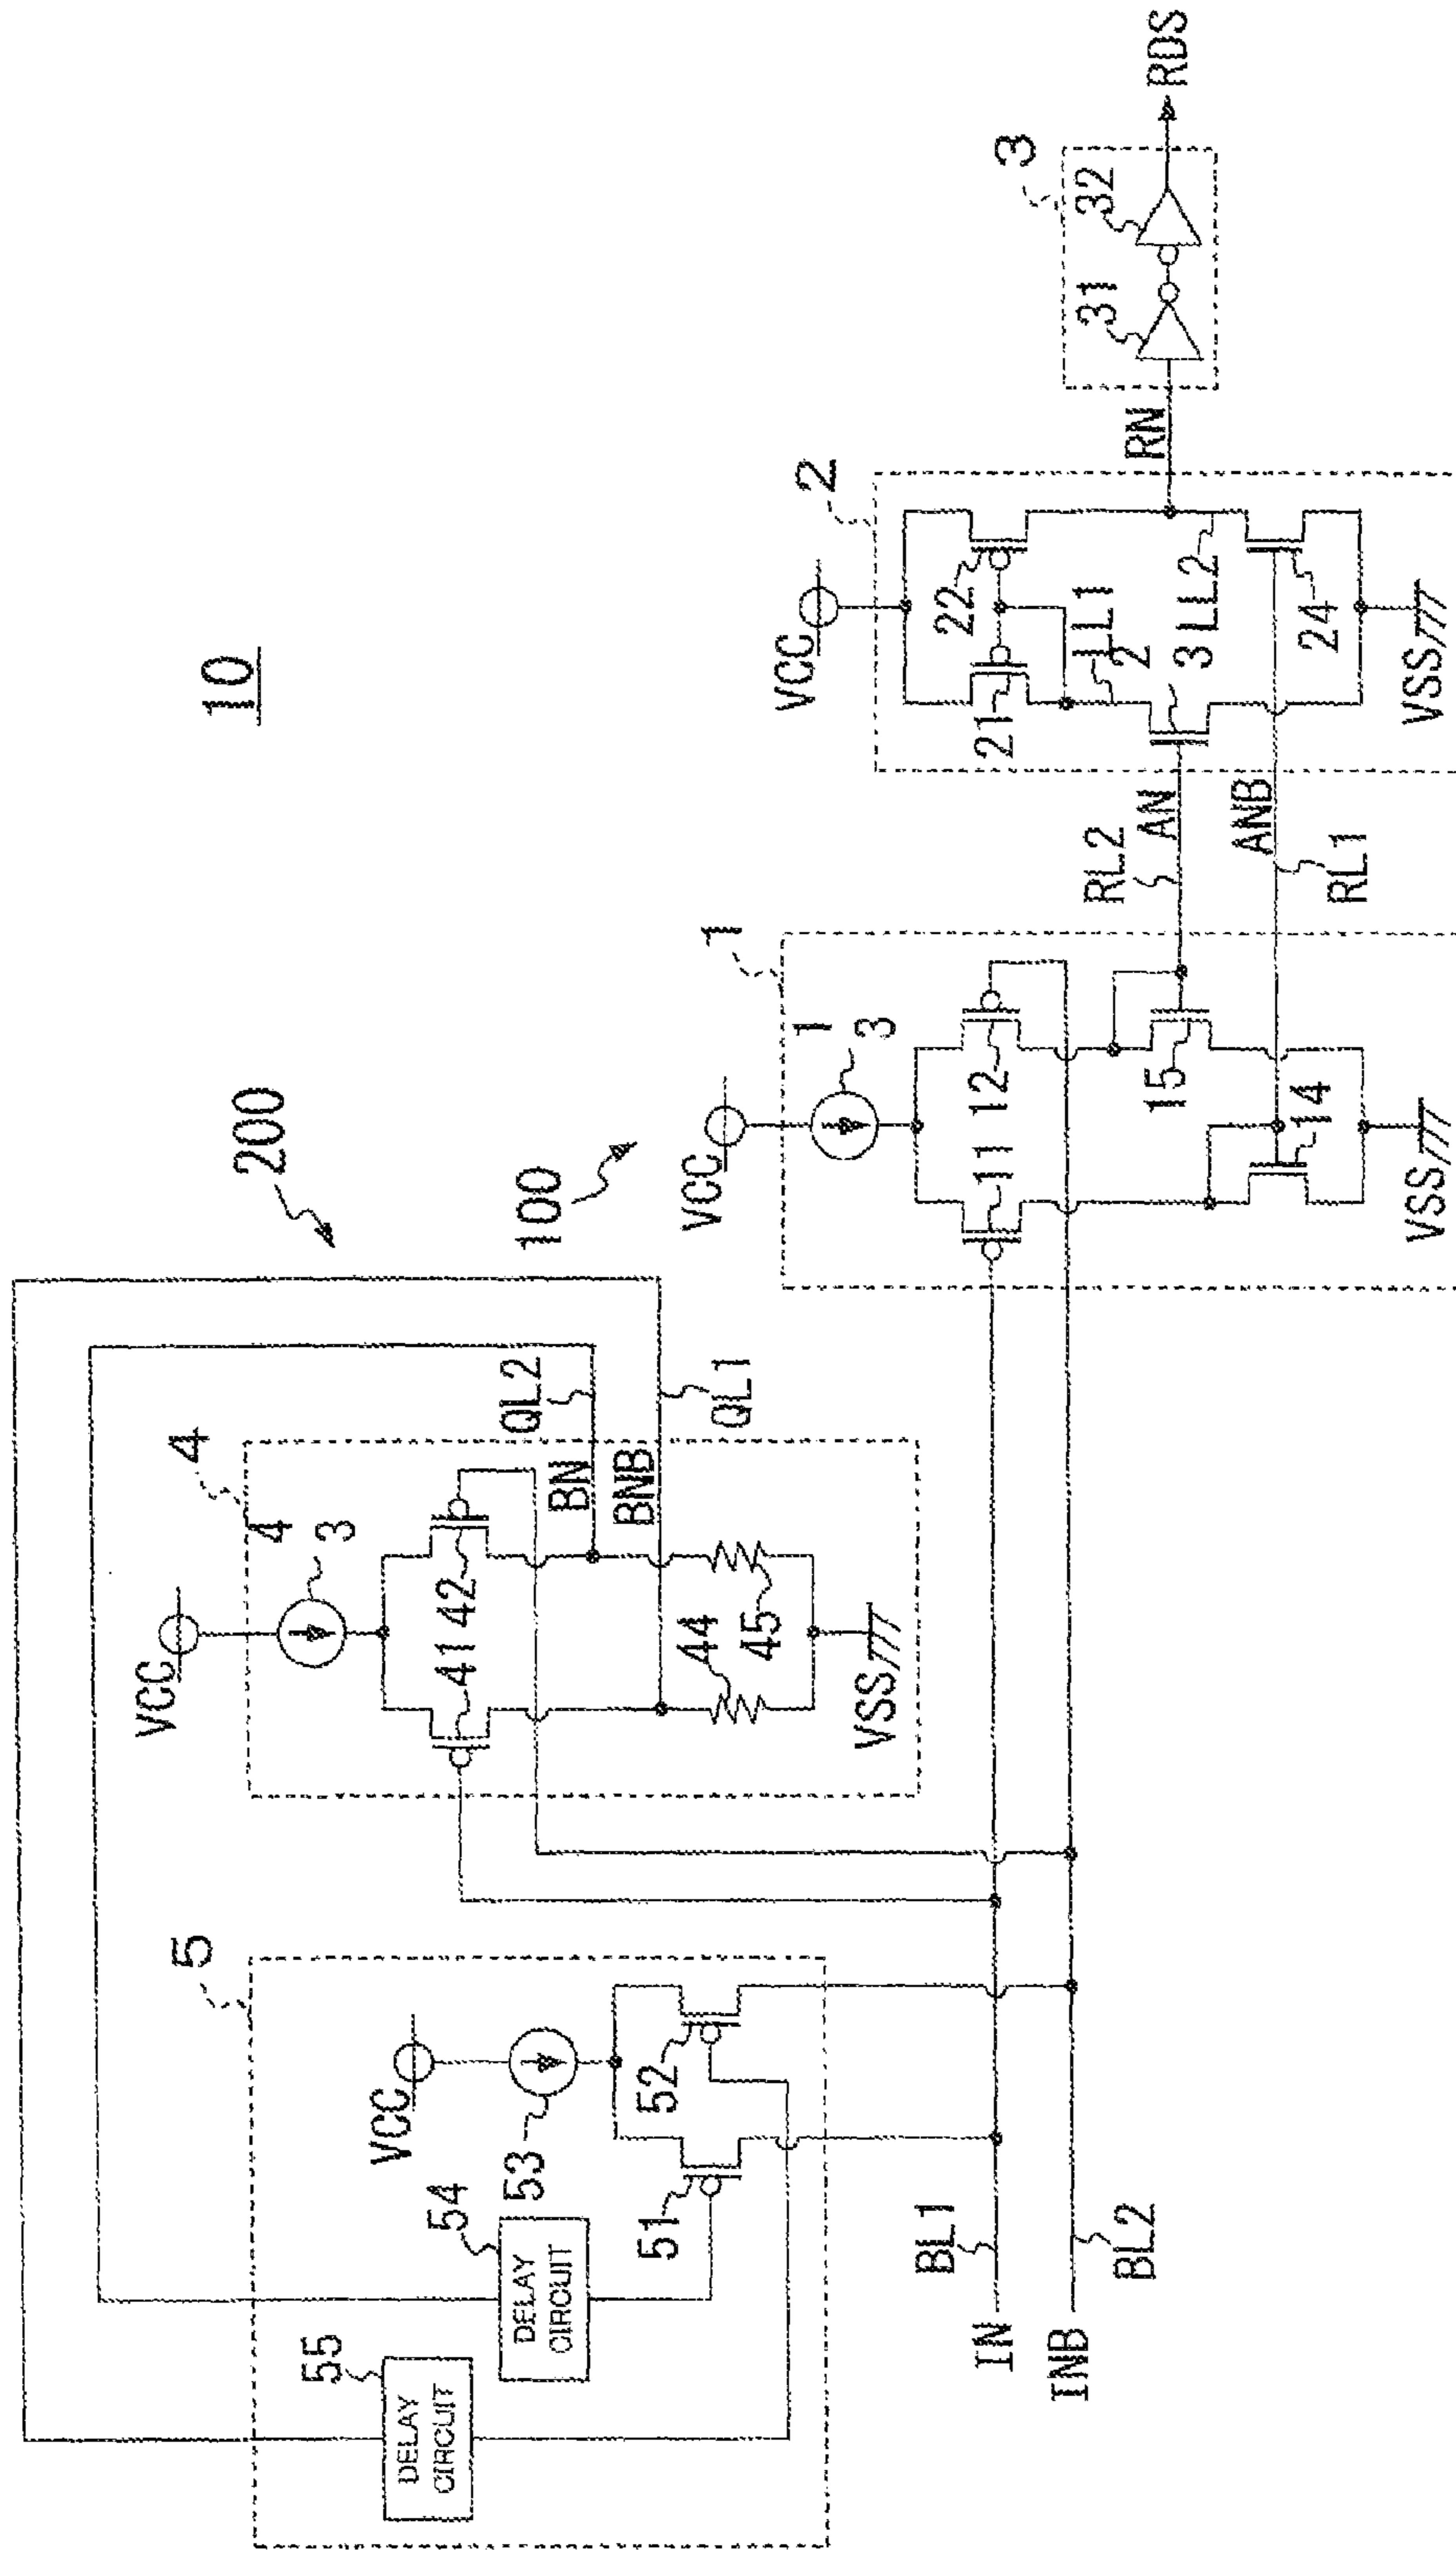 10
200
100
5
55
DELAY
CIRCUIT
54
DELAY
CIRCUIT
VCC
53
51
52
BL1
IN
INB
BL2
4
VCC
4
3
41
42
BN
BNB
QL2
QL1
44
45
VSS
1
VCC
1
3
11
12
15
14
VSS
RL2
AN
ANB
RL1
2
VCC
21
22
LL1
2
3
LL2
24
VSS
RN
3
31
32
RDS